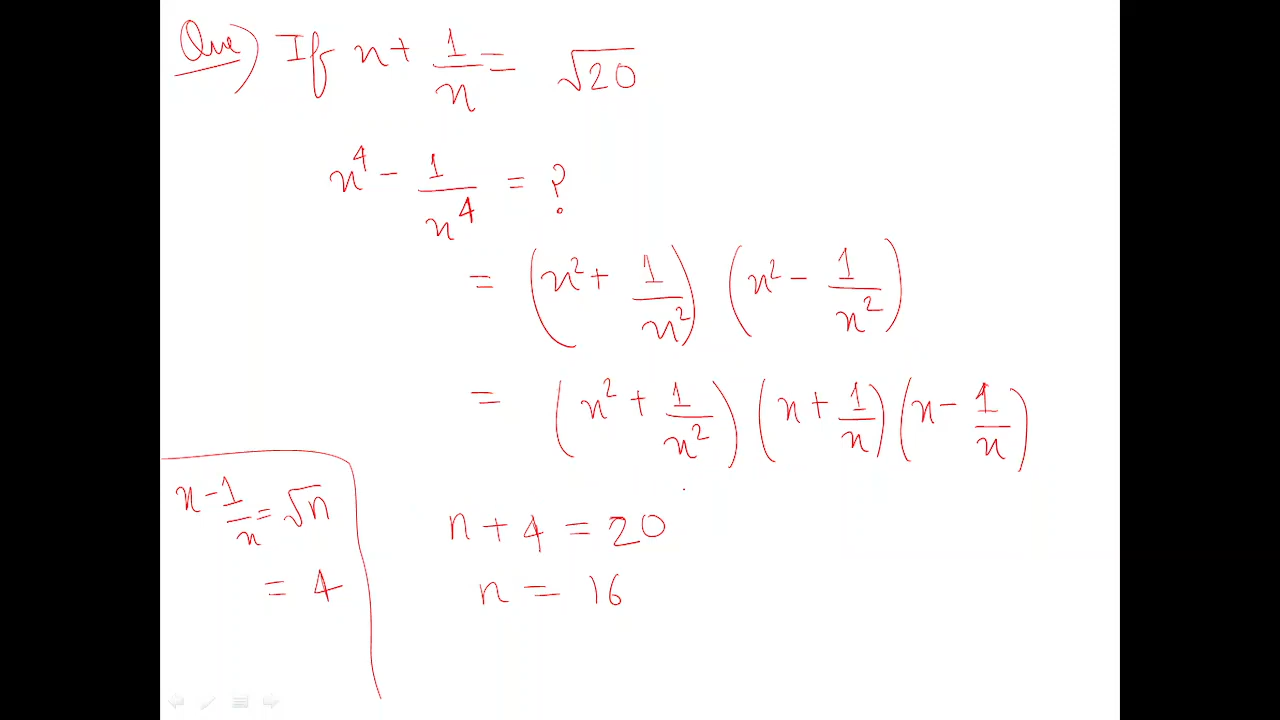 Que) If x + 1/x = √20
x⁴ - 1/x⁴ = ?
= (x² + 1/x²) (x² - 1/x²)
= (x² + 1/x²) (x + 1/x) (x - 1/x)
x - 1/x = √n
= 4
n + 4 = 20
n = 16